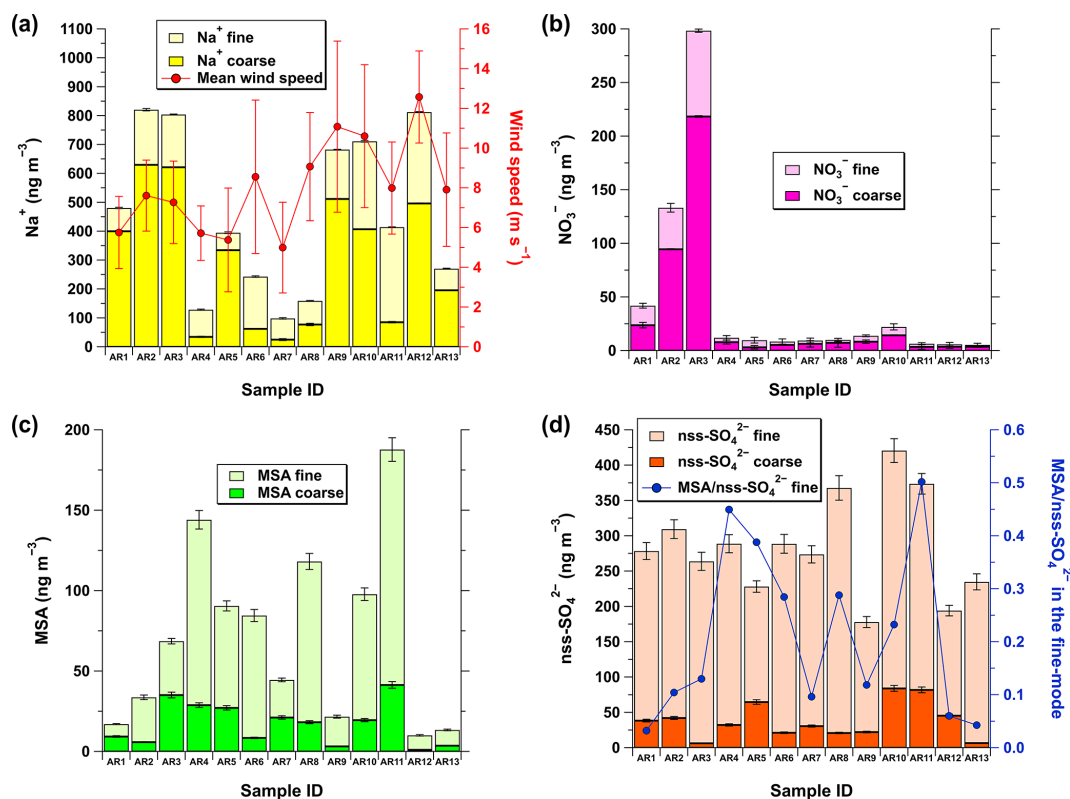 (a)
1100
1000
900
800
700
600
500
400
300
200
100
0
Na⁺ (ng m⁻³)
Na⁺ fine
Na⁺ coarse
Mean wind speed
16
14
12
10
8
6
4
2
0
Wind speed (m s⁻¹)
AR1 AR2 AR3 AR4 AR5 AR6 AR7 AR8 AR9 AR10 AR11 AR12 AR13
Sample ID
(b)
300
250
200
150
100
50
0
NO₃⁻ (ng m⁻³)
NO₃⁻ fine
NO₃⁻ coarse
AR1 AR2 AR3 AR4 AR5 AR6 AR7 AR8 AR9 AR10 AR11 AR12 AR13
Sample ID
(c)
200
150
100
50
0
MSA (ng m⁻³)
MSA fine
MSA coarse
AR1 AR2 AR3 AR4 AR5 AR6 AR7 AR8 AR9 AR10 AR11 AR12 AR13
Sample ID
(d)
450
400
350
300
250
200
150
100
50
0
nss-SO₄²⁻ (ng m⁻³)
nss-SO₄²⁻ fine
nss-SO₄²⁻ coarse
MSA/nss-SO₄²⁻ fine
0.6
0.5
0.4
0.3
0.2
0.1
0.0
MSA/nss-SO₄²⁻ in the fine-mode
AR1 AR2 AR3 AR4 AR5 AR6 AR7 AR8 AR9 AR10 AR11 AR12 AR13
Sample ID